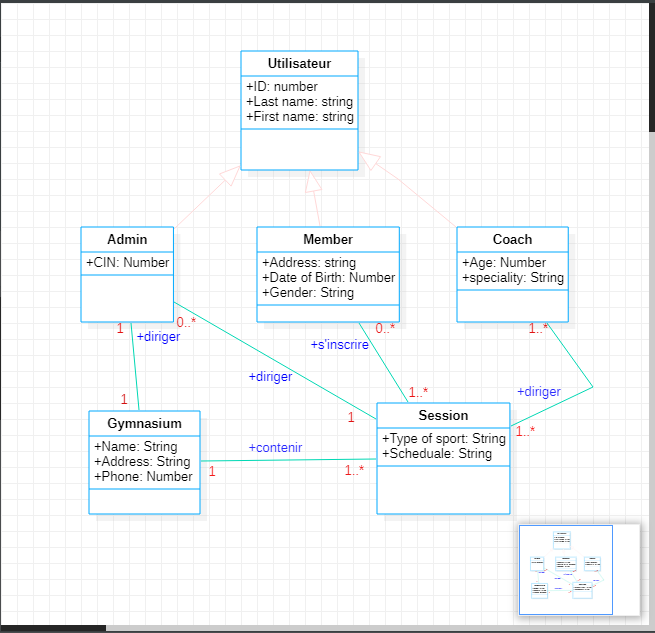 Utilisateur
+ID: number
+Last name: string
+First name: string
Admin
+CIN: Number
Member
+Address: string
+Date of Birth: Number
+Gender: String
Coach
+Age: Number
+speciality: String
1
0..*
0..*
1..*
+diriger
+s'inscrire
+diriger
+diriger
1
1
1..*
1..*
Gymnasium
+Name: String
+Address: String
+Phone: Number
+contenir
1
1..*
Session
+Type of sport: String
+Scheduale: String